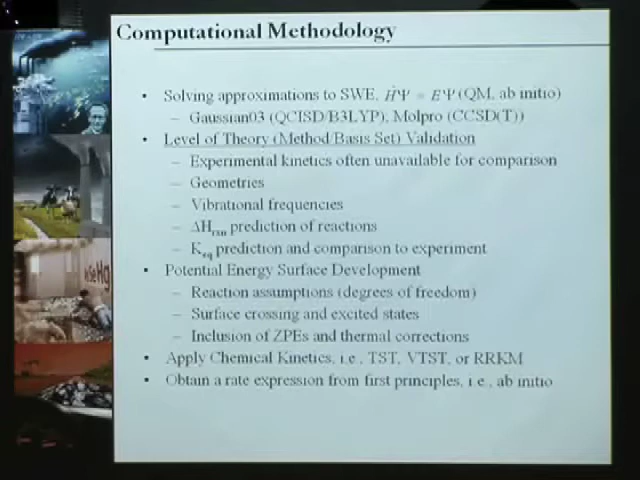 Computational Methodology
• Solving approximations to SWE, ĤΨ = EΨ (QM, ab initio)
– Gaussian03 (QCISD/B3LYP), Molpro (CCSD(T))
• Level of Theory (Method/Basis Set) Validation
– Experimental kinetics often unavailable for comparison
– Geometries
– Vibrational frequencies
– ΔHrxn prediction of reactions
– Keq prediction and comparison to experiment
• Potential Energy Surface Development
– Reaction assumptions (degrees of freedom)
– Surface crossing and excited states
– Inclusion of ZPEs and thermal corrections
• Apply Chemical Kinetics, i.e., TST, VTST, or RRKM
• Obtain a rate expression from first principles, i.e., ab initio